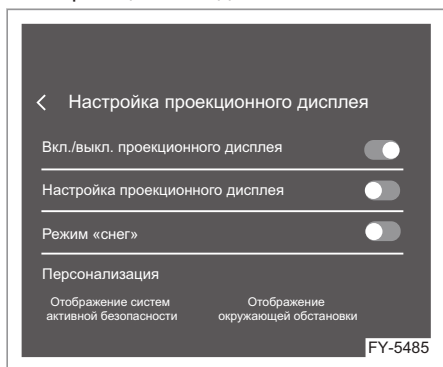 Настройка проекционного дисплея
Вкл./выкл. проекционного дисплея
Настройка проекционного дисплея
Режим «снег»
Персонализация
Отображение систем
активной безопасности
Отображение
окружающей обстановки
FY-5485